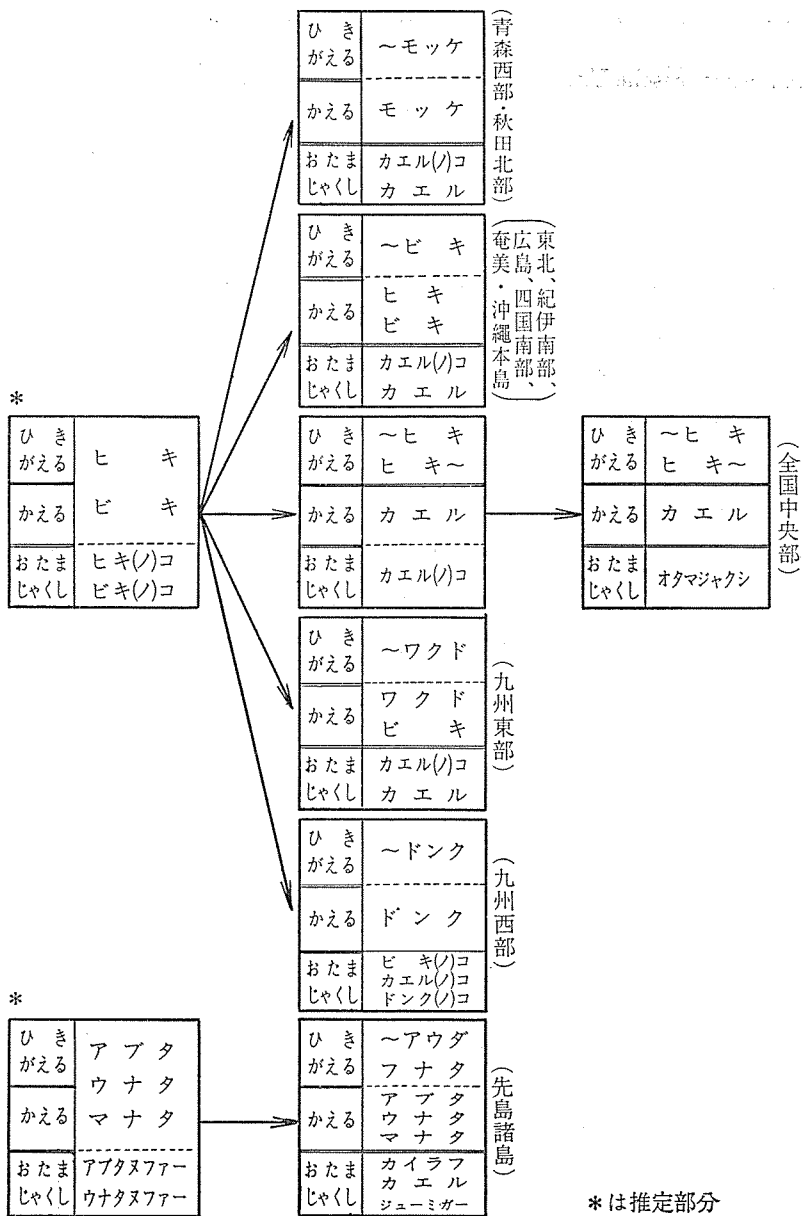 ひき
がえる
～モッケ
かえる
モッケ
おたま
じゃくし
カエル(ノ)コ
カエル
(青森西部・秋田北部)
ひき
がえる
～ビキ
かえる
ヒキ
ビキ
おたま
じゃくし
カエル(ノ)コ
カエル
(東北、紀伊南部、
広島、四国南部、
奄美・沖縄本島)
*
ひき
がえる
かえる
ヒキ
ビキ
おたま
じゃくし
ヒキ(ノ)コ
ビキ(ノ)コ
ひき
がえる
～ヒキ
ヒキ～
かえる
カエル
おたま
じゃくし
カエル(ノ)コ
ひき
がえる
～ヒキ
ヒキ～
かえる
カエル
おたま
じゃくし
オタマジャクシ
(全国中央部)
ひき
がえる
～ワクド
かえる
ワクド
ビキ
おたま
じゃくし
カエル(ノ)コ
カエル
(九州東部)
ひき
がえる
～ドンク
かえる
ドンク
おたま
じゃくし
ビキ(ノ)コ
カエル(ノ)コ
ドンク(ノ)コ
(九州西部)
*
ひき
がえる
かえる
アブタ
ウナタ
マナタ
おたま
じゃくし
アブタヌファー
ウナタヌファー
ひき
がえる
～アウダ
フナタ
かえる
アブタ
ウナタ
マナタ
おたま
じゃくし
カイラフ
カエル
ジューミガー
(先島諸島)
*は推定部分